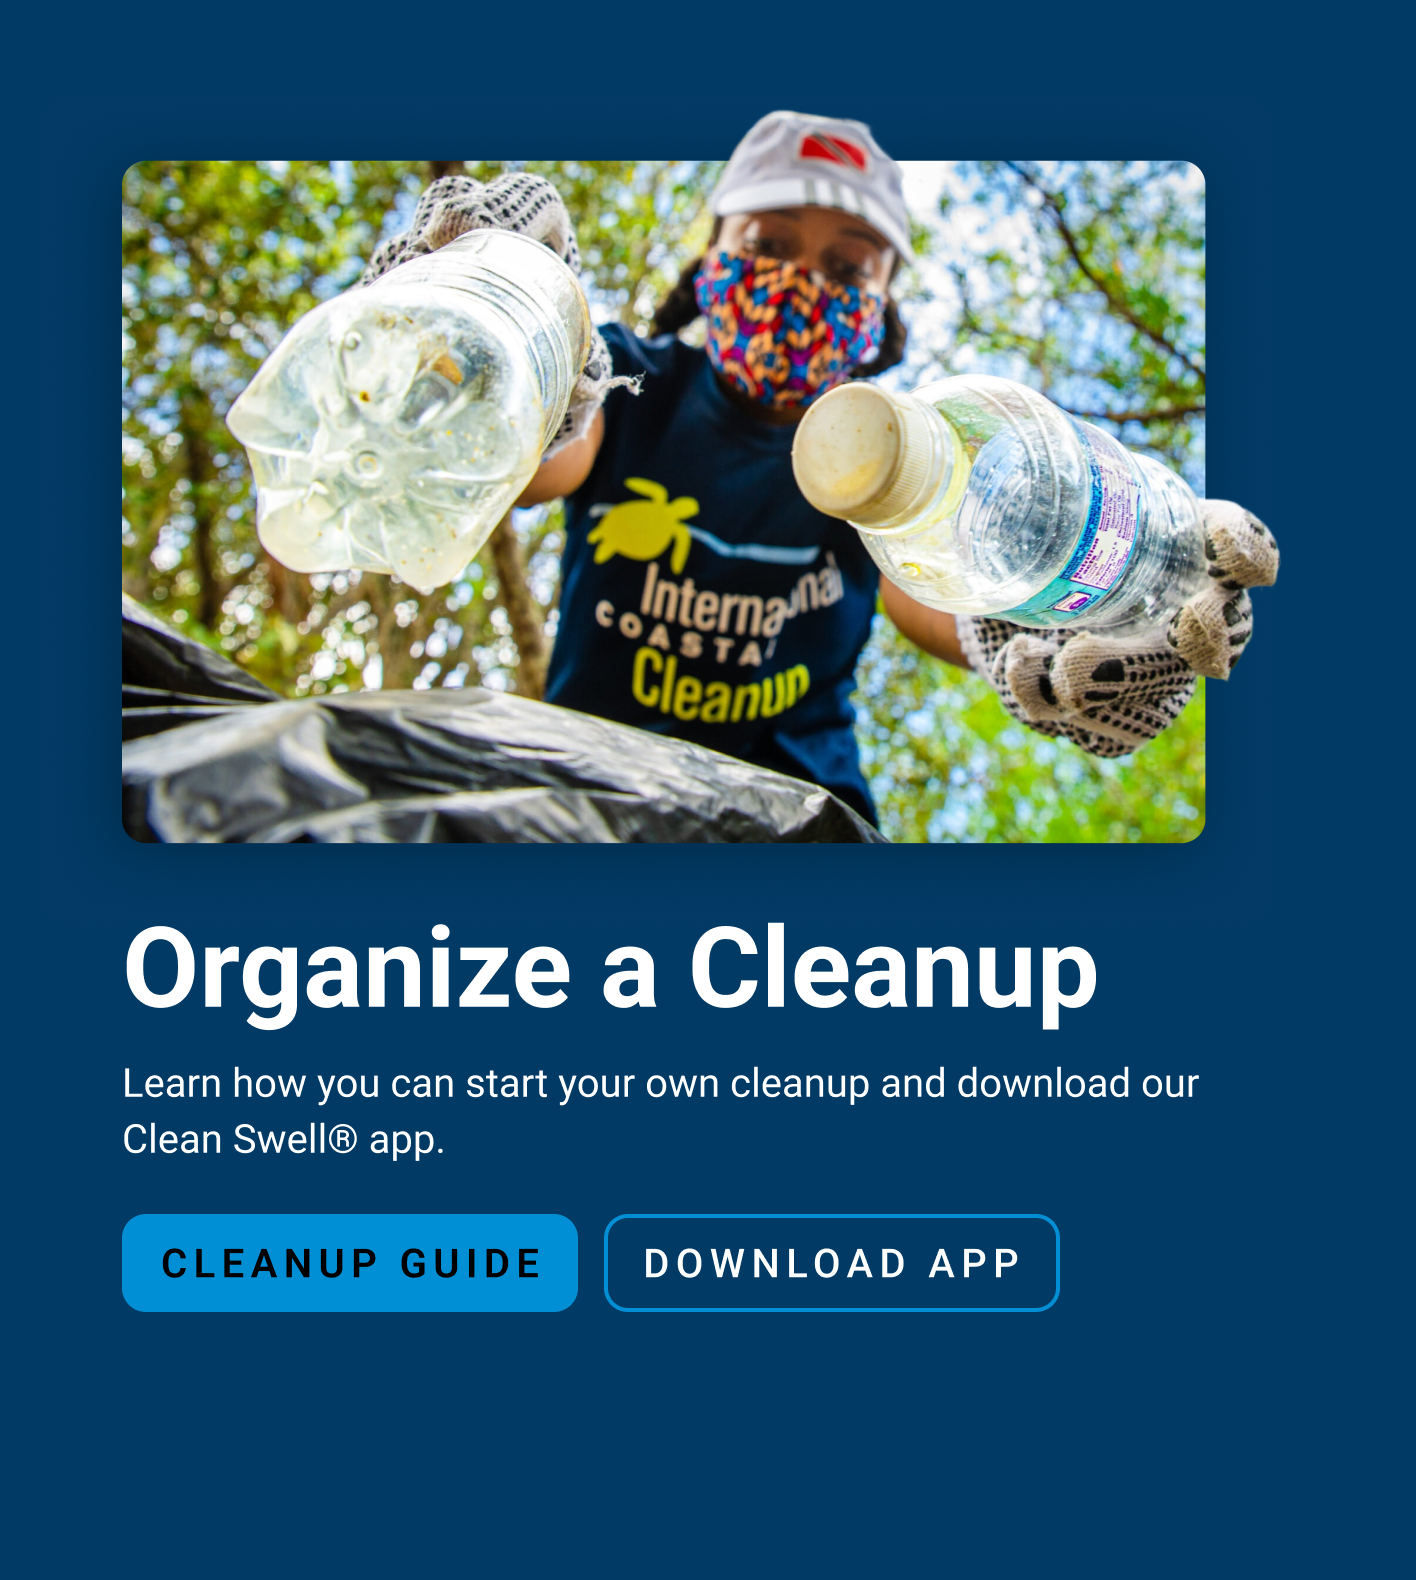 International
COASTAL
Cleanup
Organize a Cleanup
Learn how you can start your own cleanup and download our
Clean Swell® app.
CLEANUP GUIDE
DOWNLOAD APP